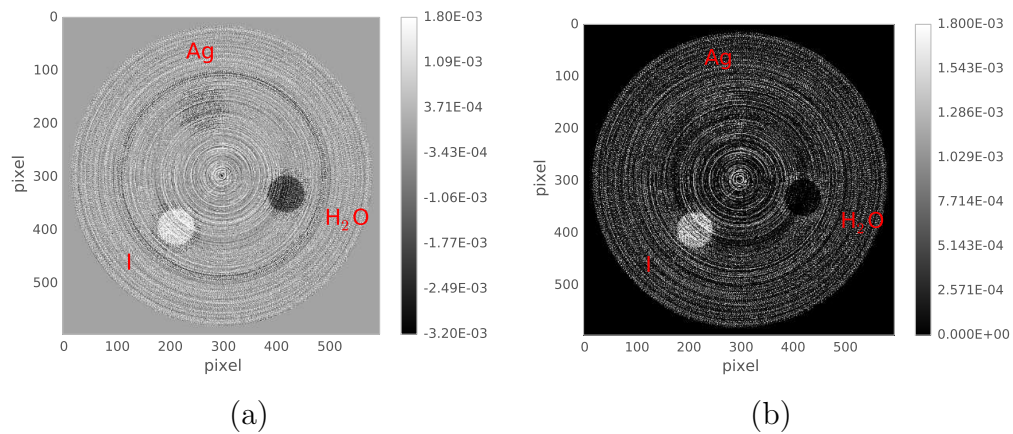 0
100
200
300
400
500
pixel
0 100 200 300 400 500
pixel
Ag
H₂O
I
1.80E-03
1.09E-03
3.71E-04
-3.43E-04
-1.06E-03
-1.77E-03
-2.49E-03
-3.20E-03
(a)
0
100
200
300
400
500
pixel
0 100 200 300 400 500
pixel
Ag
H₂O
I
1.800E-03
1.543E-03
1.286E-03
1.029E-03
7.714E-04
5.143E-04
2.571E-04
0.000E+00
(b)